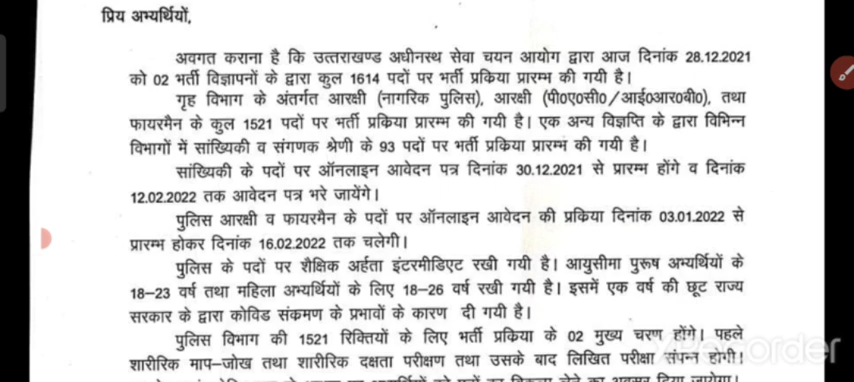 प्रिय अभ्यर्थियों,
अवगत कराना है कि उत्तराखण्ड अधीनस्थ सेवा चयन आयोग द्वारा आज दिनांक 28.12.2021
को 02 भर्ती विज्ञापनों के द्वारा कुल 1614 पदों पर भर्ती प्रकिया प्रारम्भ की गयी है।
गृह विभाग के अंतर्गत आरक्षी (नागरिक पुलिस), आरक्षी (पी0ए0सी0/आई0आर0बी0), तथा
फायरमैन के कुल 1521 पदों पर भर्ती प्रकिया प्रारम्भ की गयी है। एक अन्य विज्ञप्ति के द्वारा विभिन्न
विभागों में सांख्यिकी व संगणक श्रेणी के 93 पदों पर भर्ती प्रकिया प्रारम्भ की गयी है।
सांख्यिकी के पदों पर ऑनलाइन आवेदन पत्र दिनांक 30.12.2021 से प्रारम्भ होंगे व दिनांक
12.02.2022 तक आवेदन पत्र भरे जायेंगे।
पुलिस आरक्षी व फायरमैन के पदों पर ऑनलाइन आवेदन की प्रकिया दिनांक 03.01.2022 से
प्रारम्भ होकर दिनांक 16.02.2022 तक चलेगी।
पुलिस के पदों पर शैक्षिक अर्हता इंटरमीडिएट रखी गयी है। आयुसीमा पुरूष अभ्यर्थियों के
18–23 वर्ष तथा महिला अभ्यर्थियों के लिए 18–26 वर्ष रखी गयी है। इसमें एक वर्ष की छूट राज्य
सरकार के द्वारा कोविड संकमण के प्रभावों के कारण दी गयी है।
पुलिस विभाग की 1521 रिक्तियों के लिए भर्ती प्रकिया के 02 मुख्य चरण होंगे। पहले
शारीरिक माप–जोख तथा शारीरिक दक्षता परीक्षण तथा उसके बाद लिखित परीक्षा संपन्न होगी।
XRecorder